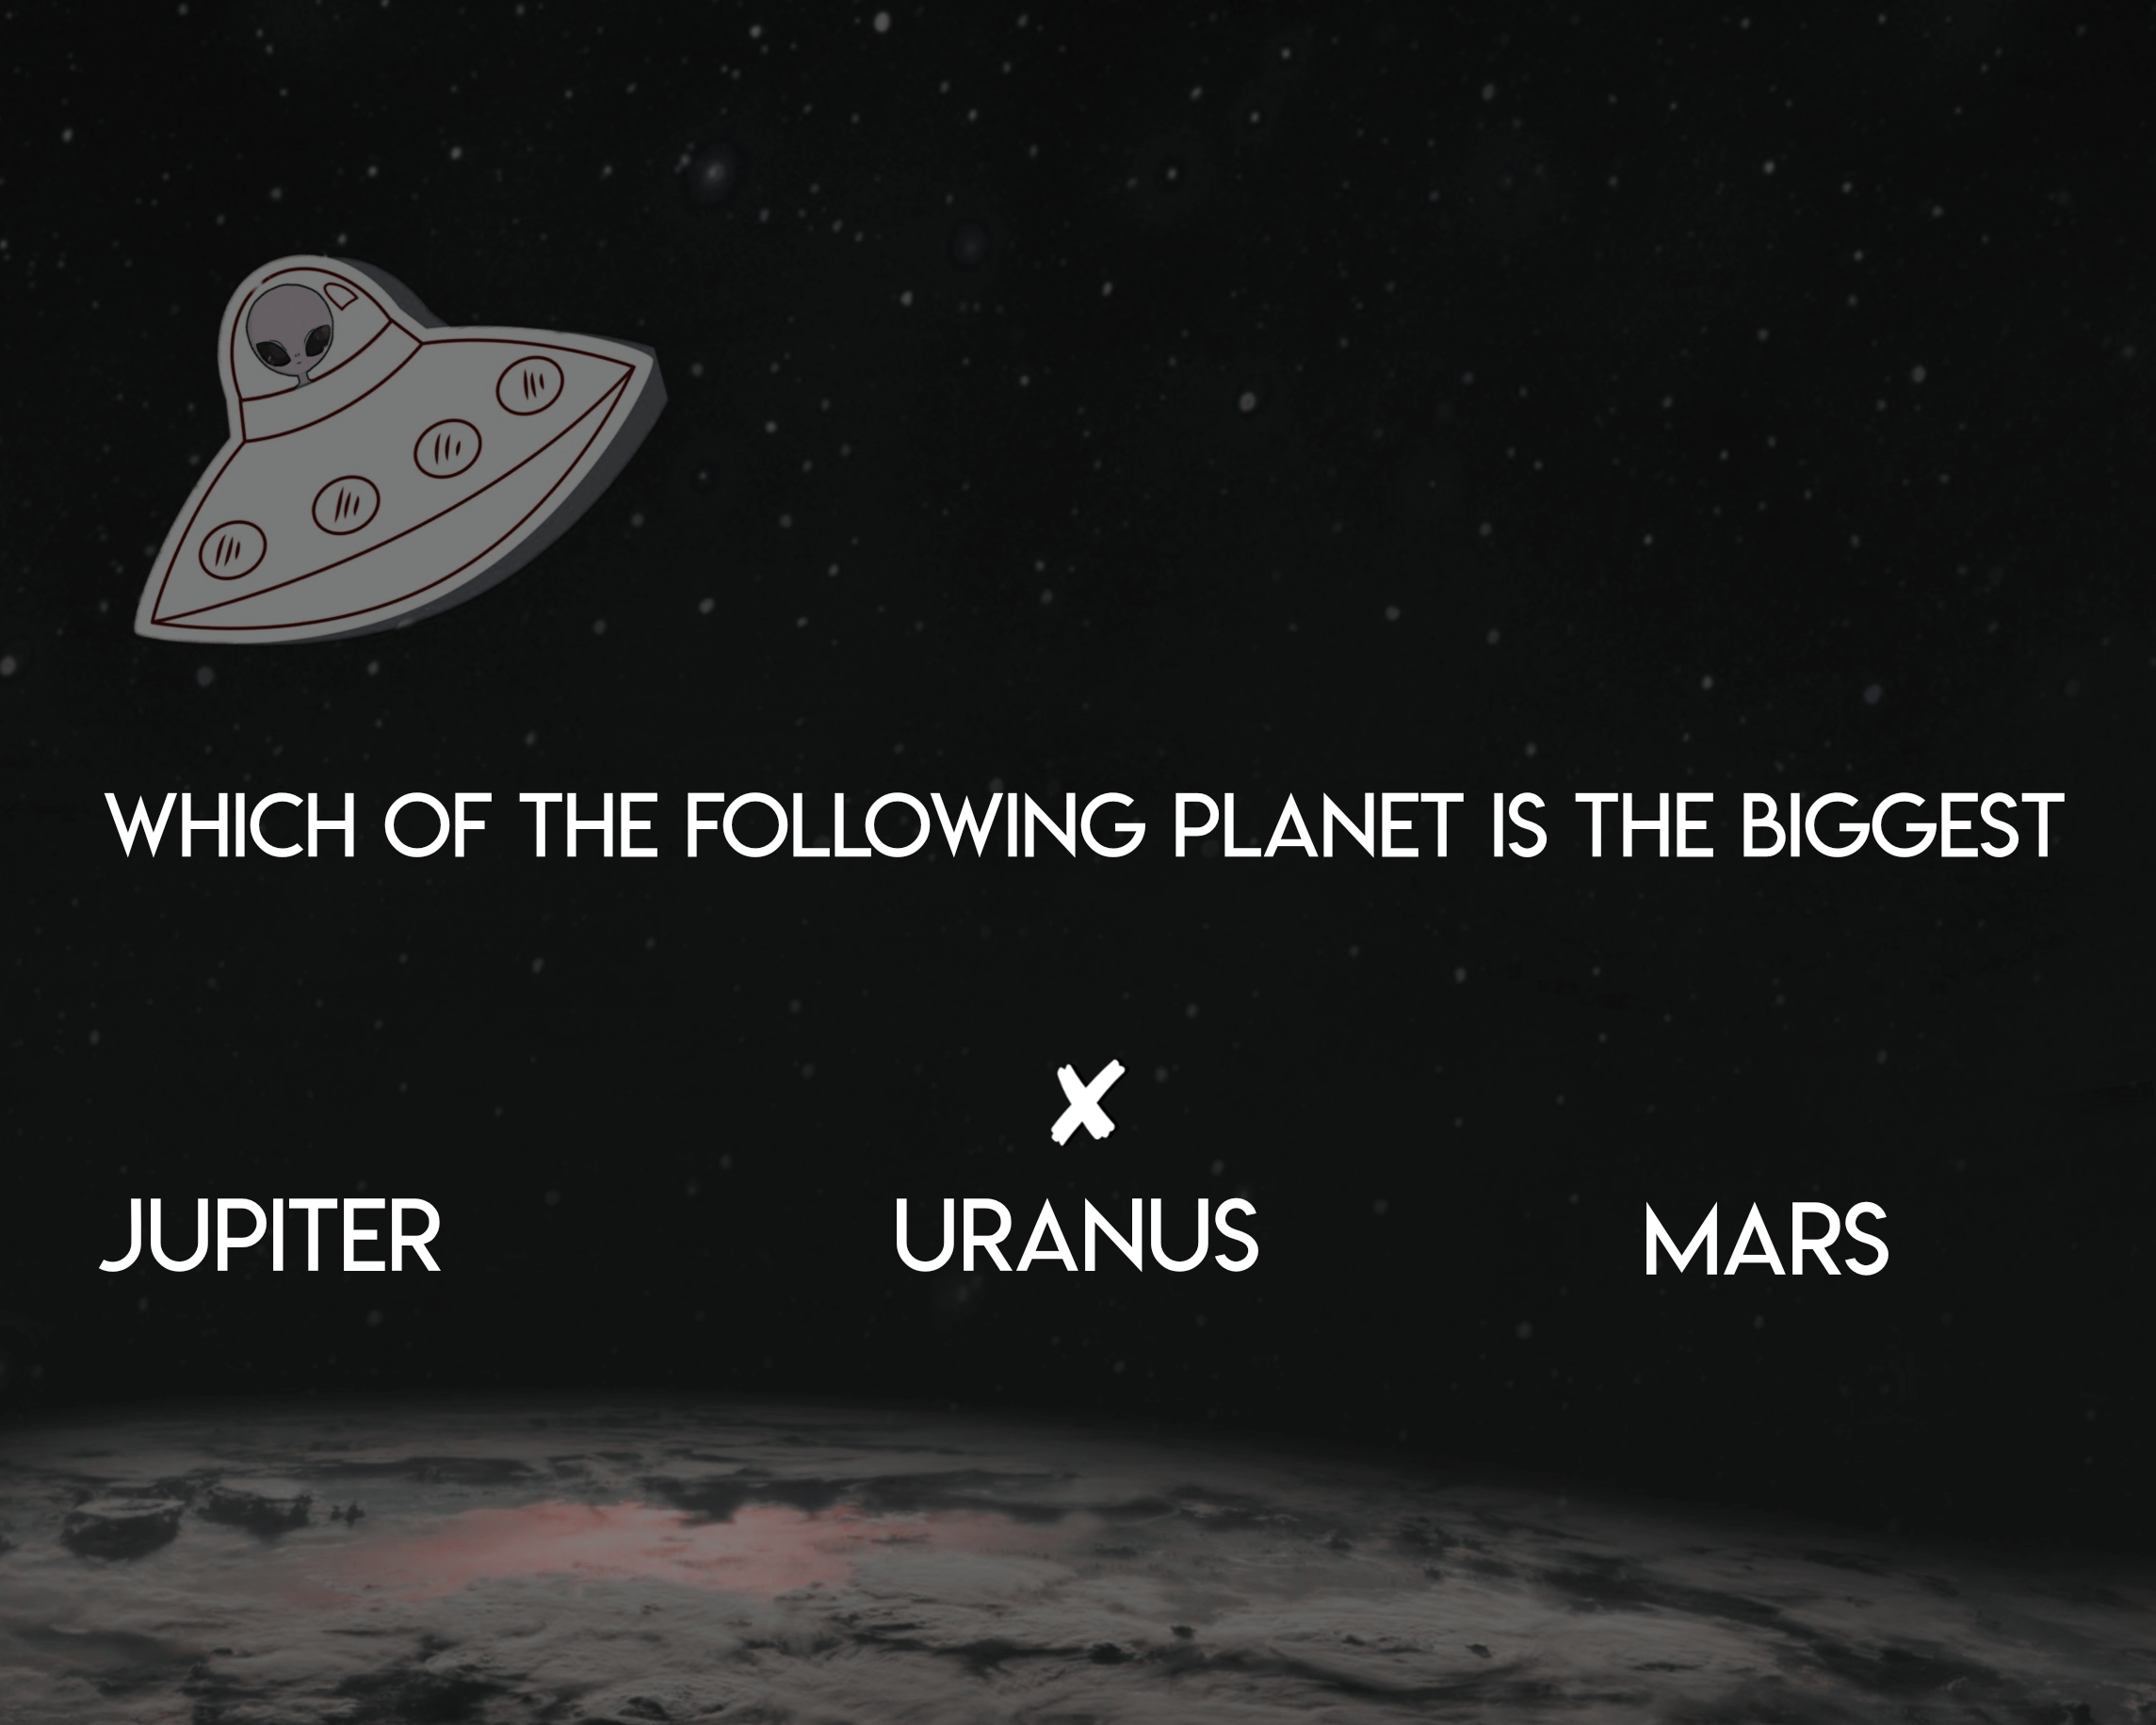 WHICH OF THE FOLLOWING PLANET IS THE BIGGEST
JUPITER URANUS MARS